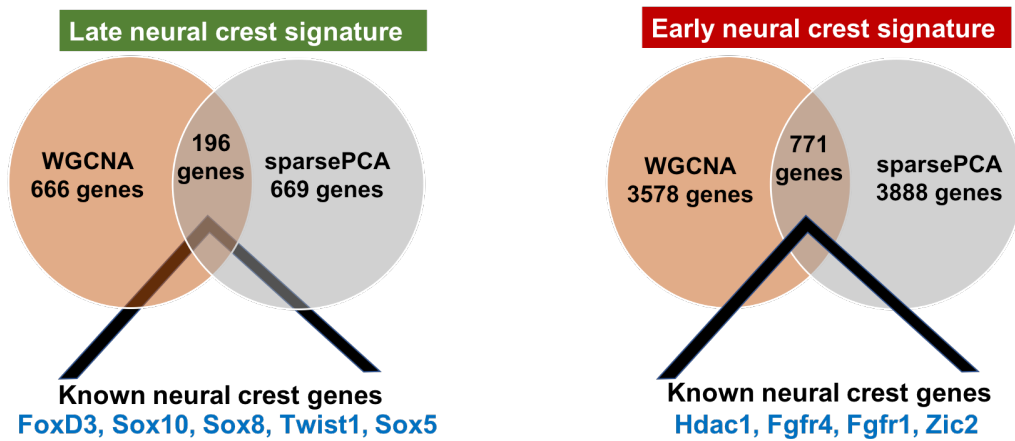 Late neural crest signature
WGCNA
666 genes
196
genes
sparsePCA
669 genes
Known neural crest genes
FoxD3, Sox10, Sox8, Twist1, Sox5
Early neural crest signature
WGCNA
3578 genes
771
genes
sparsePCA
3888 genes
Known neural crest genes
Hdac1, Fgfr4, Fgfr1, Zic2